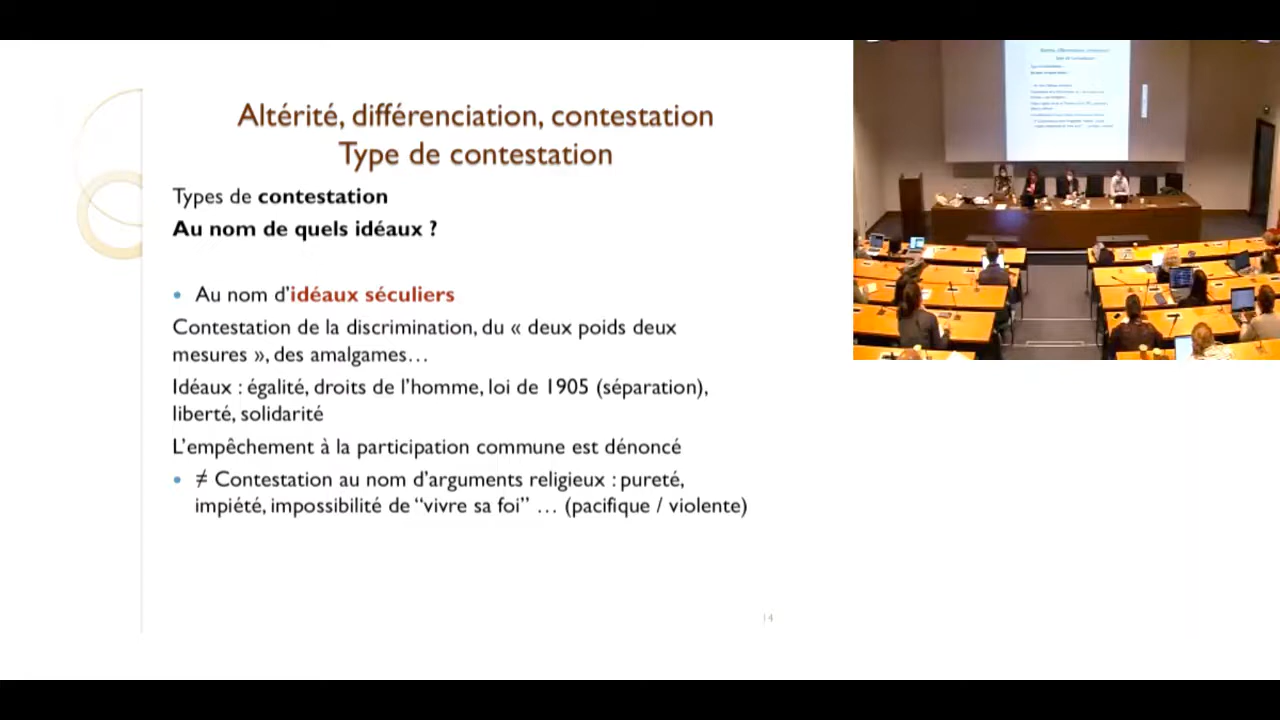 Altérité, différenciation, contestation
Type de contestation
Types de contestation
Au nom de quels idéaux ?
• Au nom d’idéaux séculiers
Contestation de la discrimination, du « deux poids deux
mesures », des amalgames…
Idéaux : égalité, droits de l’homme, loi de 1905 (séparation),
liberté, solidarité
L’empêchement à la participation commune est dénoncé
• ≠ Contestation au nom d’arguments religieux : pureté,
impiété, impossibilité de “vivre sa foi” … (pacifique / violente)
14